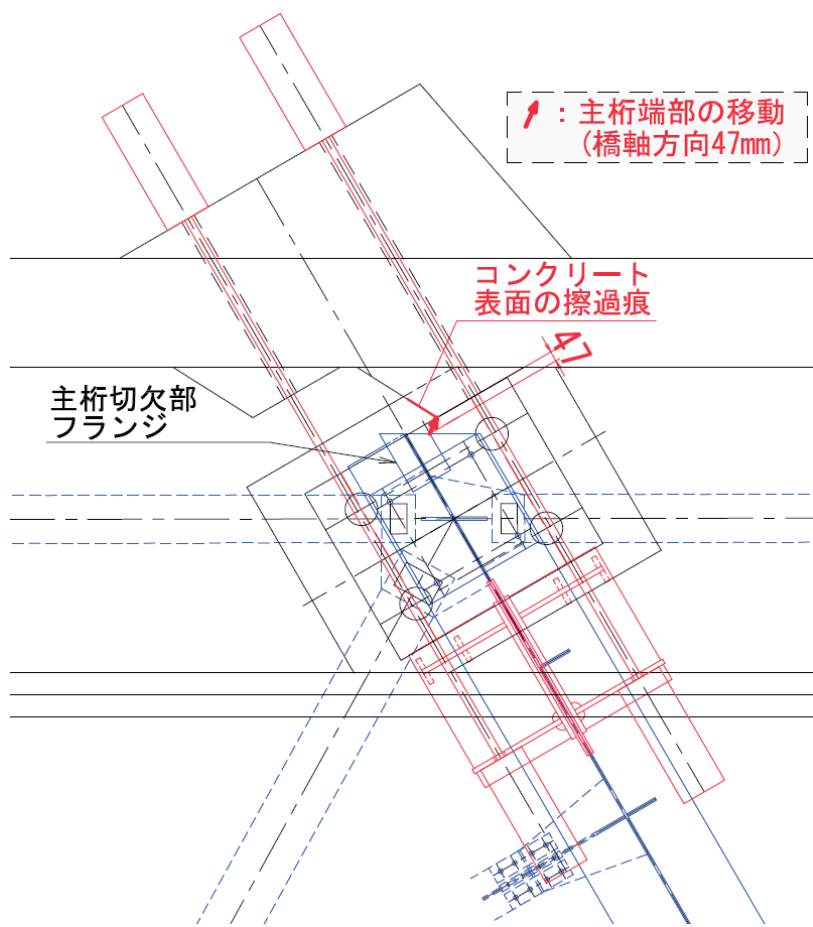 ：主桁端部の移動
（橋軸方向47mm）
コンクリート
表面の擦過痕
47
主桁切欠部
フランジ